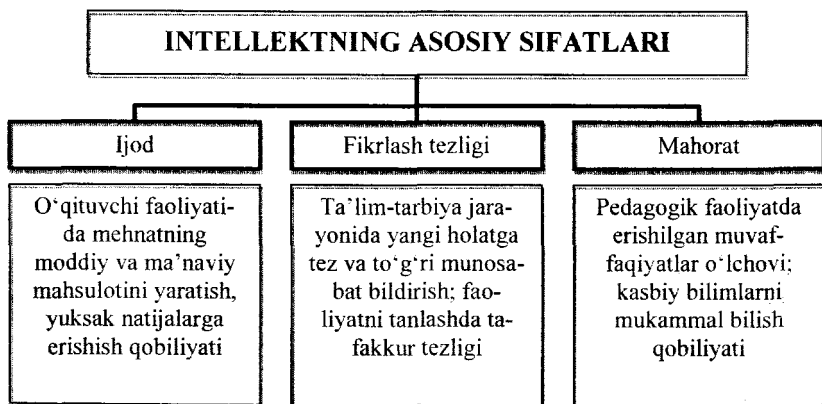 INTELLEKTNING ASOSIY SIFATLARI
Ijod
O‘qituvchi faoliyati-
da mehnatning
moddiy va ma’naviy
mahsulotini yaratish,
yuksak natijalarga
erishish qobiliyati
Fikrlash tezligi
Ta’lim-tarbiya jara-
yonida yangi holatga
tez va to‘g‘ri munosa-
bat bildirish; fao-
liyatni tanlashda ta-
fakkur tezligi
Mahorat
Pedagogik faoliyatda
erishilgan muvaf-
faqiyatlar o‘lchovi;
kasbiy bilimlarni
mukammal bilish
qobiliyati